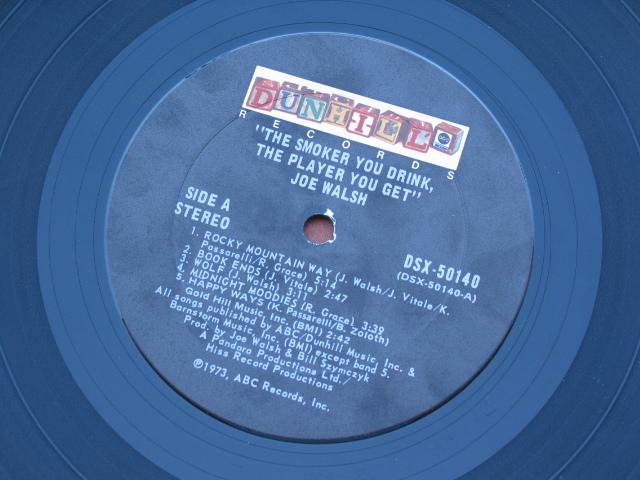 DUNHILL
RECORDS
"THE SMOKER YOU DRINK,
THE PLAYER YOU GET"
JOE WALSH
SIDE A
STEREO
DSX-50140
(DSX-50140-A)
1. ROCKY MOUNTAIN WAY (J. Walsh/J. Vitale/K.
Passarelli/R. Grace) 5:14
2. BOOK ENDS (J. Vitale) 2:47
3. WOLF (J. Walsh) 3:11
4. MIDNIGHT MOODIES (R. Grace) 3:39
5. HAPPY WAYS (K. Passarelli/B. Zoloth)
Gold Hill Music, Inc. (BMI) 2:42
All songs published by ABC/Dunhill Music, Inc. &
Barnstorm Music, Inc. (BMI) except band 5.
Prod. by Joe Walsh & Bill Szymczyk
A Pandora Productions Ltd./
Hiss Record Productions
℗1973, ABC Records, Inc.